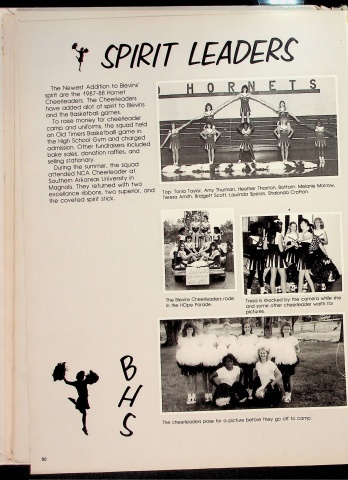 SPIRIT LEADERS
The Newest Addition to Blevins'
spirit are the 1987-88 Hornet
Cheerleaders. The Cheerleaders
have added alot of spirit to Blevins
and the Basketball games.
To raise money for cheerleader
camp and uniforms, the squad held
an Old Timers Basketball game in
the High School Gym and charged
admission. Other fundraisers included
bake sales, donation raffles, and
selling stationary.
During the summer, the squad
attended NCA Cheerleader at
Southern Arkansas University in
Magnolia. They returned with two
excellence ribbons, two superior, and
the coveted spirit stick.
HORNETS
Top: Tonia Taylor, Amy Thurman, Heather Thornton, Bottom: Melanie Morrow,
Teresa Arnith, Bridgett Scott, Laurinda Spears, Shalonda Crofton.
The Blevins Cheerleaders rode
in the HOpe Parade.
Tresa is shocked by the camera while she
and some other cheerleader waith for
pictures.
BHS
The cheerleaders pose for a picture before they go off to camp.